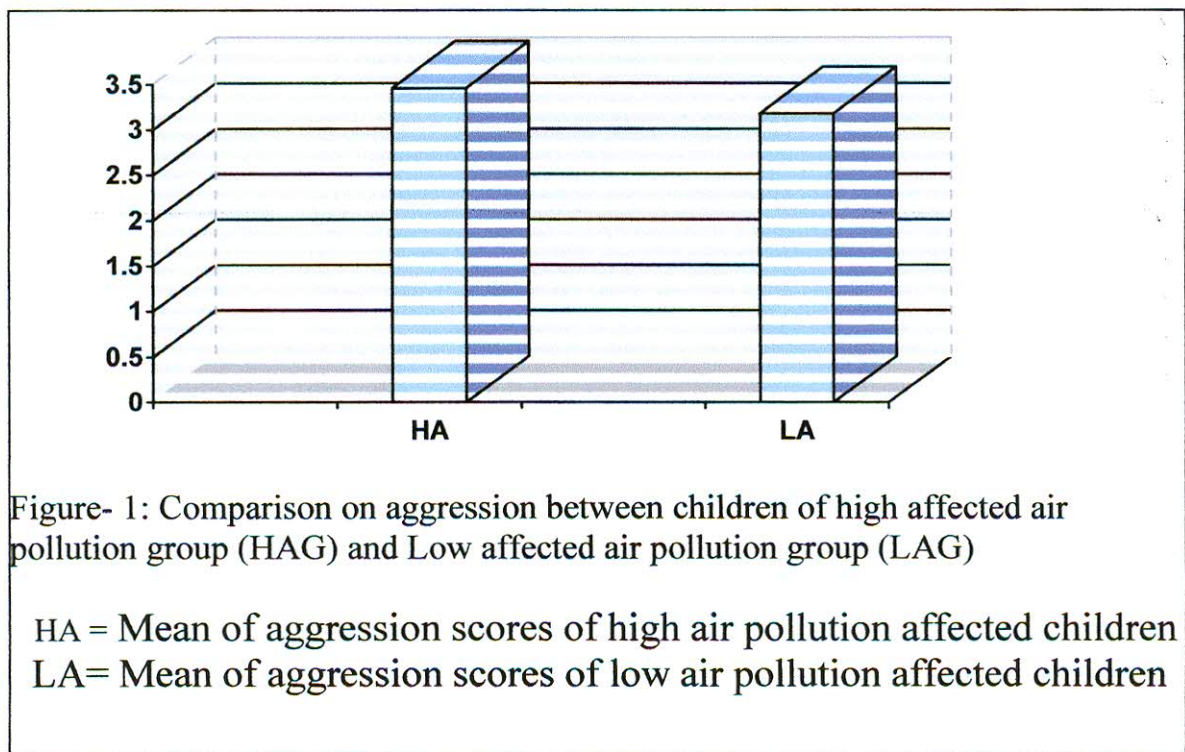 3.5
3
2.5
2
1.5
1
0.5
0
HA LA
Figure- 1: Comparison on aggression between children of high affected air
pollution group (HAG) and Low affected air pollution group (LAG)
HA = Mean of aggression scores of high air pollution affected children
LA= Mean of aggression scores of low air pollution affected children